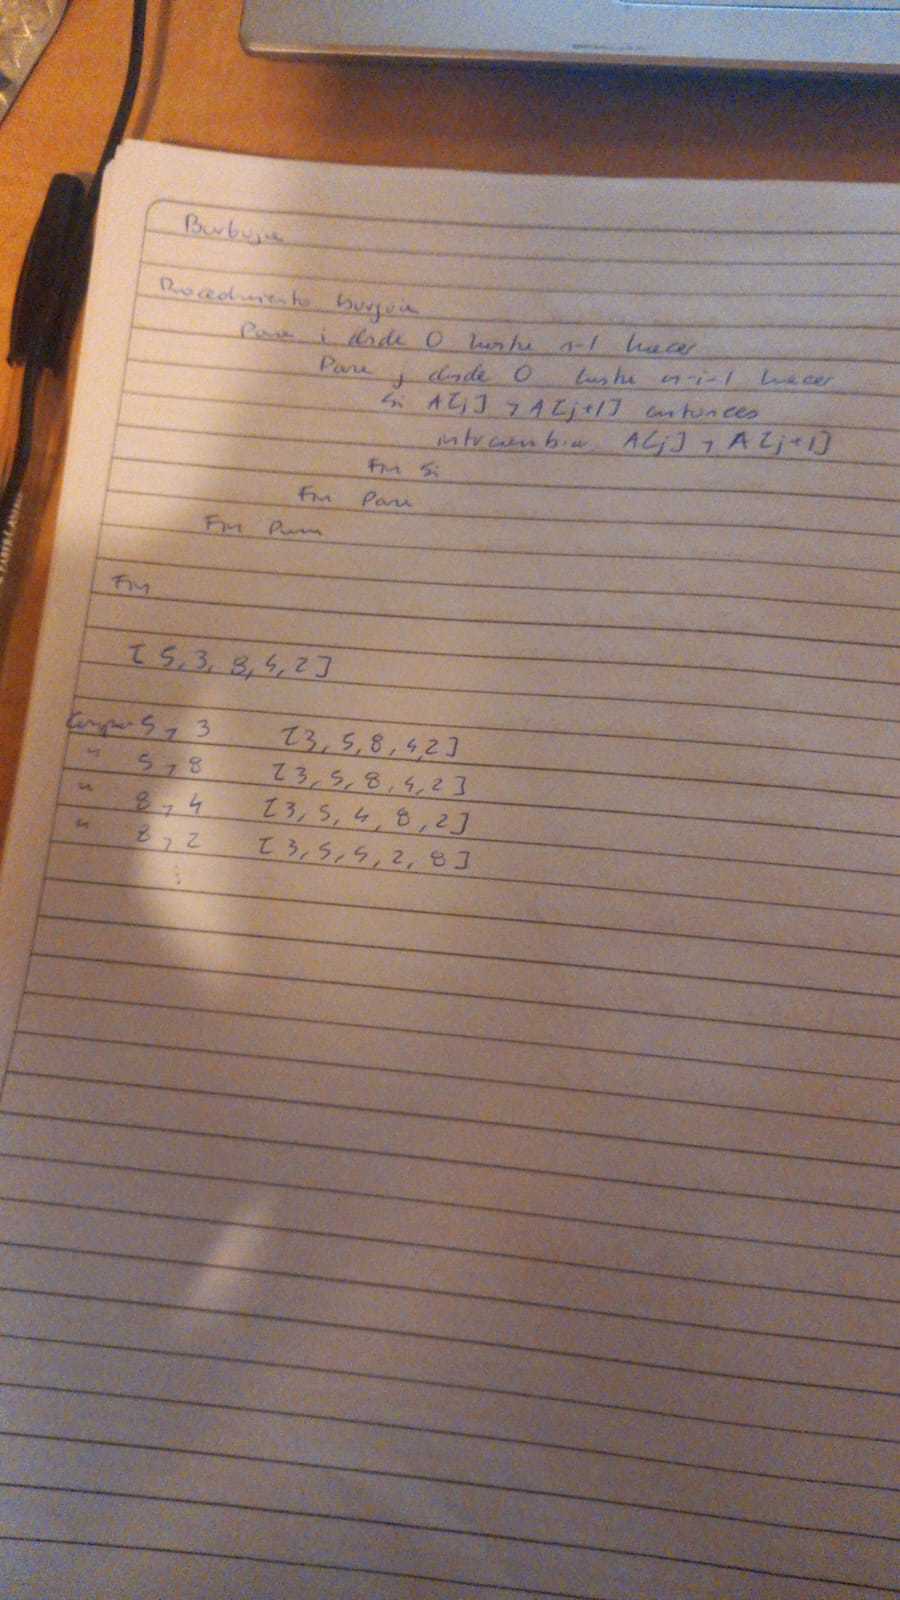 Burbuja
Procedimiento burguja
Para i desde 0 hasta n-1 hacer
Para j desde 0 hasta n-i-1 hacer
Si A[j] > A[j+1] entonces
intercambiar A[j] y A[j+1]
Fin Si
Fin Para
Fin Para
Fin
[5, 3, 8, 4, 2]
Compar 5 y 3 [3, 5, 8, 4, 2]
" 5 y 8 [3, 5, 8, 4, 2]
" 8 y 4 [3, 5, 4, 8, 2]
" 8 y 2 [3, 5, 4, 2, 8]
⋮